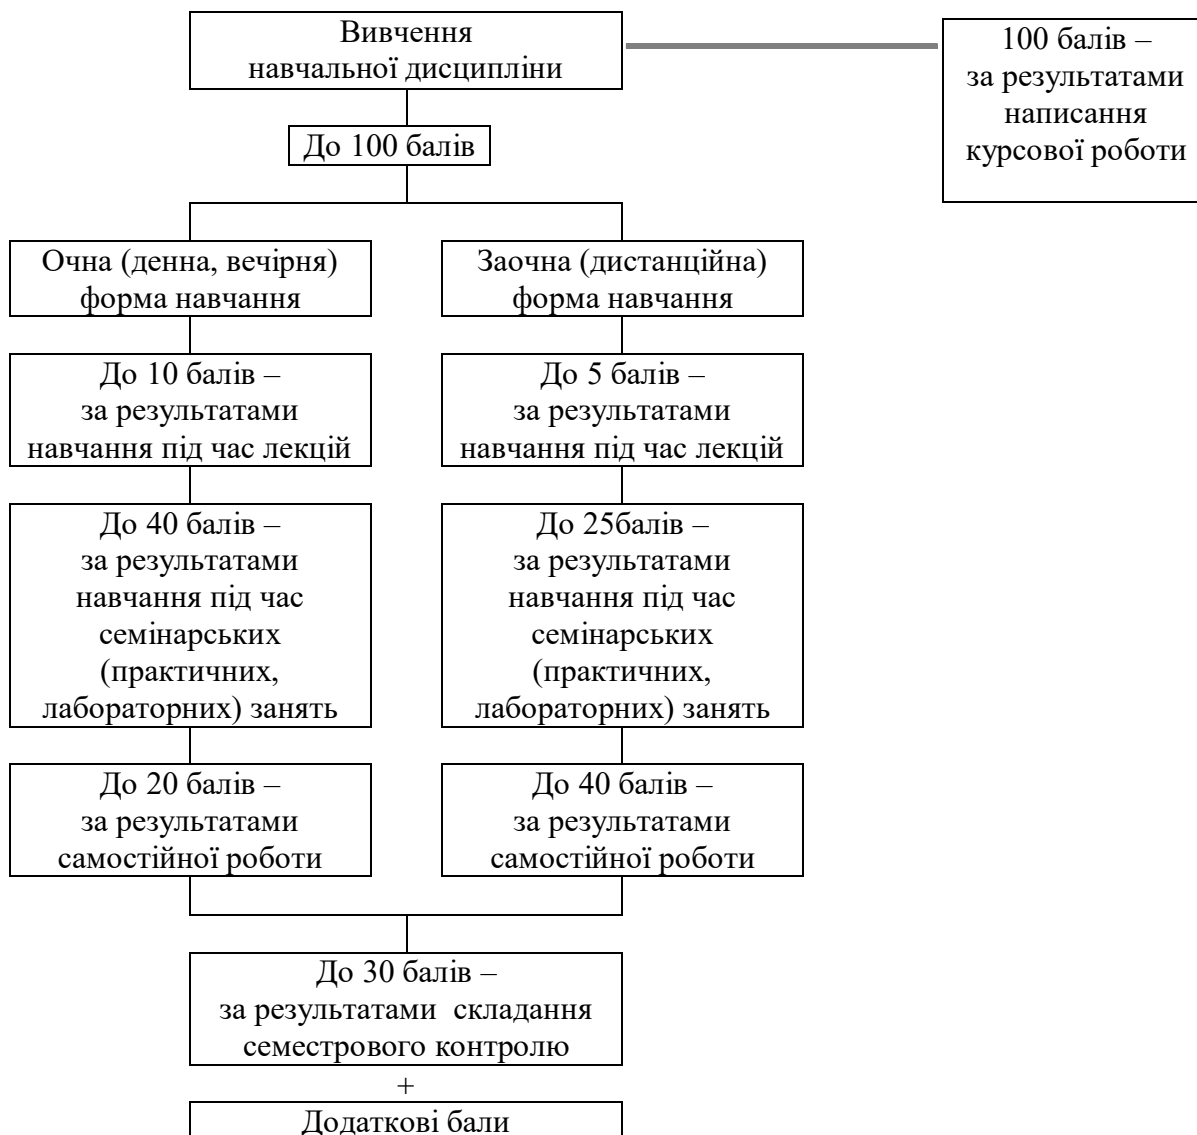 Вивчення
навчальної дисципліни
100 балів –
за результатами
написання
курсової роботи
До 100 балів
Очна (денна, вечірня)
форма навчання
Заочна (дистанційна)
форма навчання
До 10 балів –
за результатами
навчання під час лекцій
До 5 балів –
за результатами
навчання під час лекцій
До 40 балів –
за результатами
навчання під час
семінарських
(практичних,
лабораторних) занять
До 25балів –
за результатами
навчання під час
семінарських
(практичних,
лабораторних) занять
До 20 балів –
за результатами
самостійної роботи
До 40 балів –
за результатами
самостійної роботи
До 30 балів –
за результатами складання
семестрового контролю
+
Додаткові бали